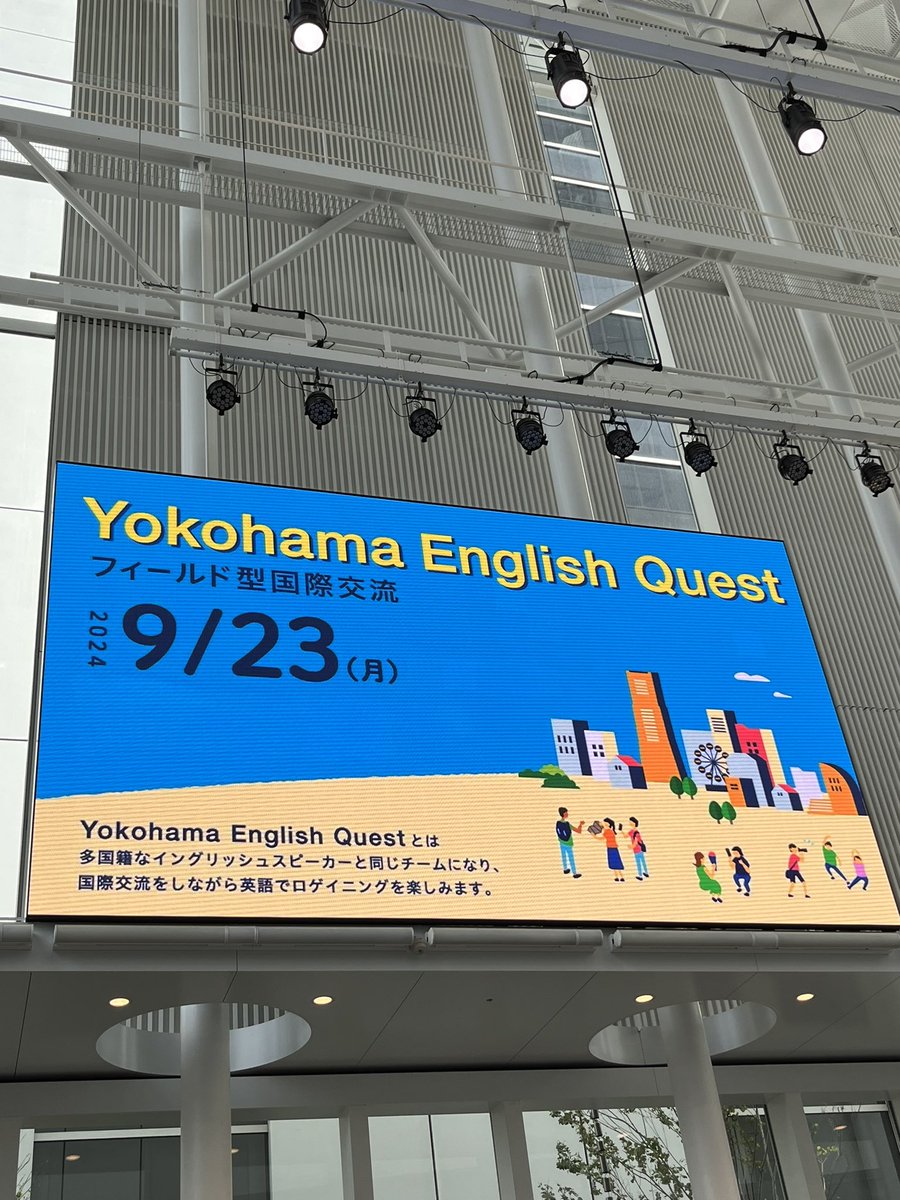 Yokohama English Quest
フィールド型国際交流
2024
9/23(月)
Yokohama English Questとは
多国籍なイングリッシュスピーカーと同じチームになり、
国際交流をしながら英語でロゲイニングを楽しみます。